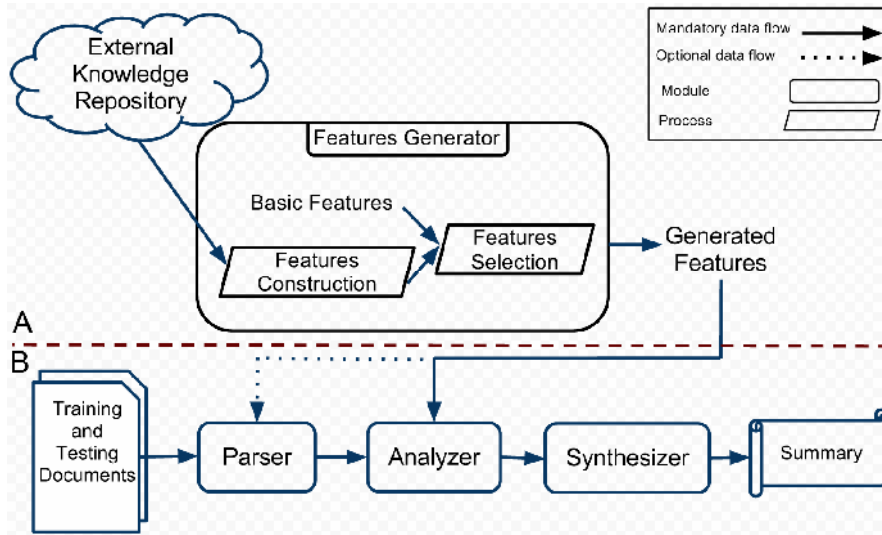 External
Knowledge
Repository
Mandatory data flow
Optional data flow
Module
Process
Features Generator
Basic Features
Features
Construction
Features
Selection
Generated
Features
A
B
Training
and
Testing
Documents
Parser
Analyzer
Synthesizer
Summary